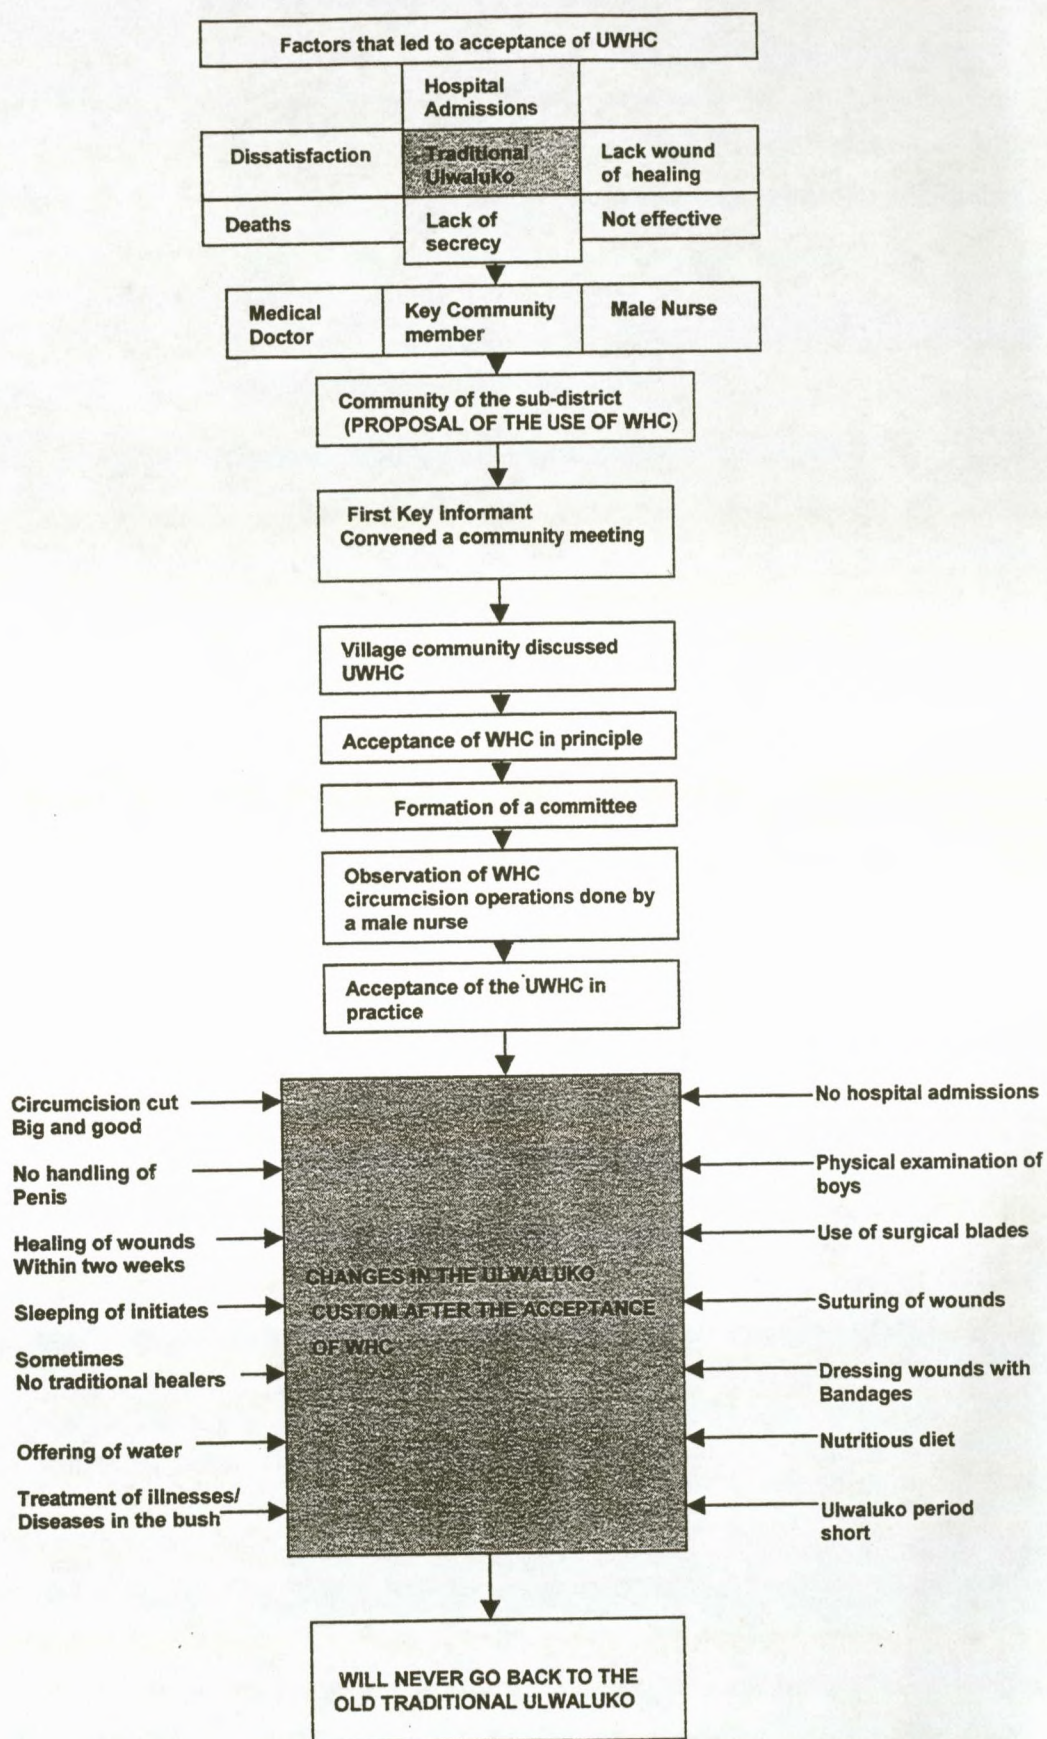 Factors that led to acceptance of UWHC
Hospital
Admissions
Dissatisfaction
Traditional
Ulwaluko
Lack wound
of healing
Deaths
Lack of
secrecy
Not effective
Medical
Doctor
Key Community
member
Male Nurse
Community of the sub-district
(PROPOSAL OF THE USE OF WHC)
First Key Informant
Convened a community meeting
Village community discussed
UWHC
Acceptance of WHC in principle
Formation of a committee
Observation of WHC
circumcision operations done by
a male nurse
Acceptance of the UWHC in
practice
Circumcision cut
Big and good
No handling of
Penis
Healing of wounds
Within two weeks
Sleeping of initiates
Sometimes
No traditional healers
Offering of water
Treatment of illnesses/
Diseases in the bush
CHANGES IN THE ULWALUKO
CUSTOM AFTER THE ACCEPTANCE
OF WHC
No hospital admissions
Physical examination of
boys
Use of surgical blades
Suturing of wounds
Dressing wounds with
Bandages
Nutritious diet
Ulwaluko period
short
WILL NEVER GO BACK TO THE
OLD TRADITIONAL ULWALUKO